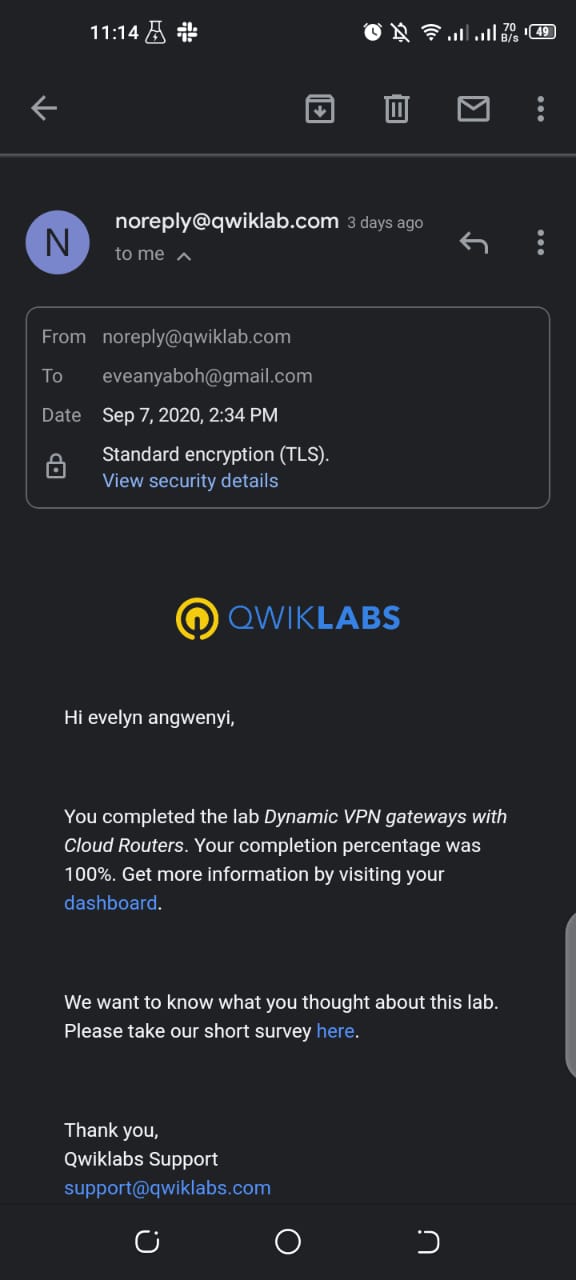 11:14
70
B/s
49
N
noreply@qwiklab.com 3 days ago
to me
From noreply@qwiklab.com
To eveanyaboh@gmail.com
Date Sep 7, 2020, 2:34 PM
Standard encryption (TLS).
View security details
QWIKLABS
Hi evelyn angwenyi,
You completed the lab Dynamic VPN gateways with
Cloud Routers. Your completion percentage was
100%. Get more information by visiting your
dashboard.
We want to know what you thought about this lab.
Please take our short survey here.
Thank you,
Qwiklabs Support
support@qwiklabs.com